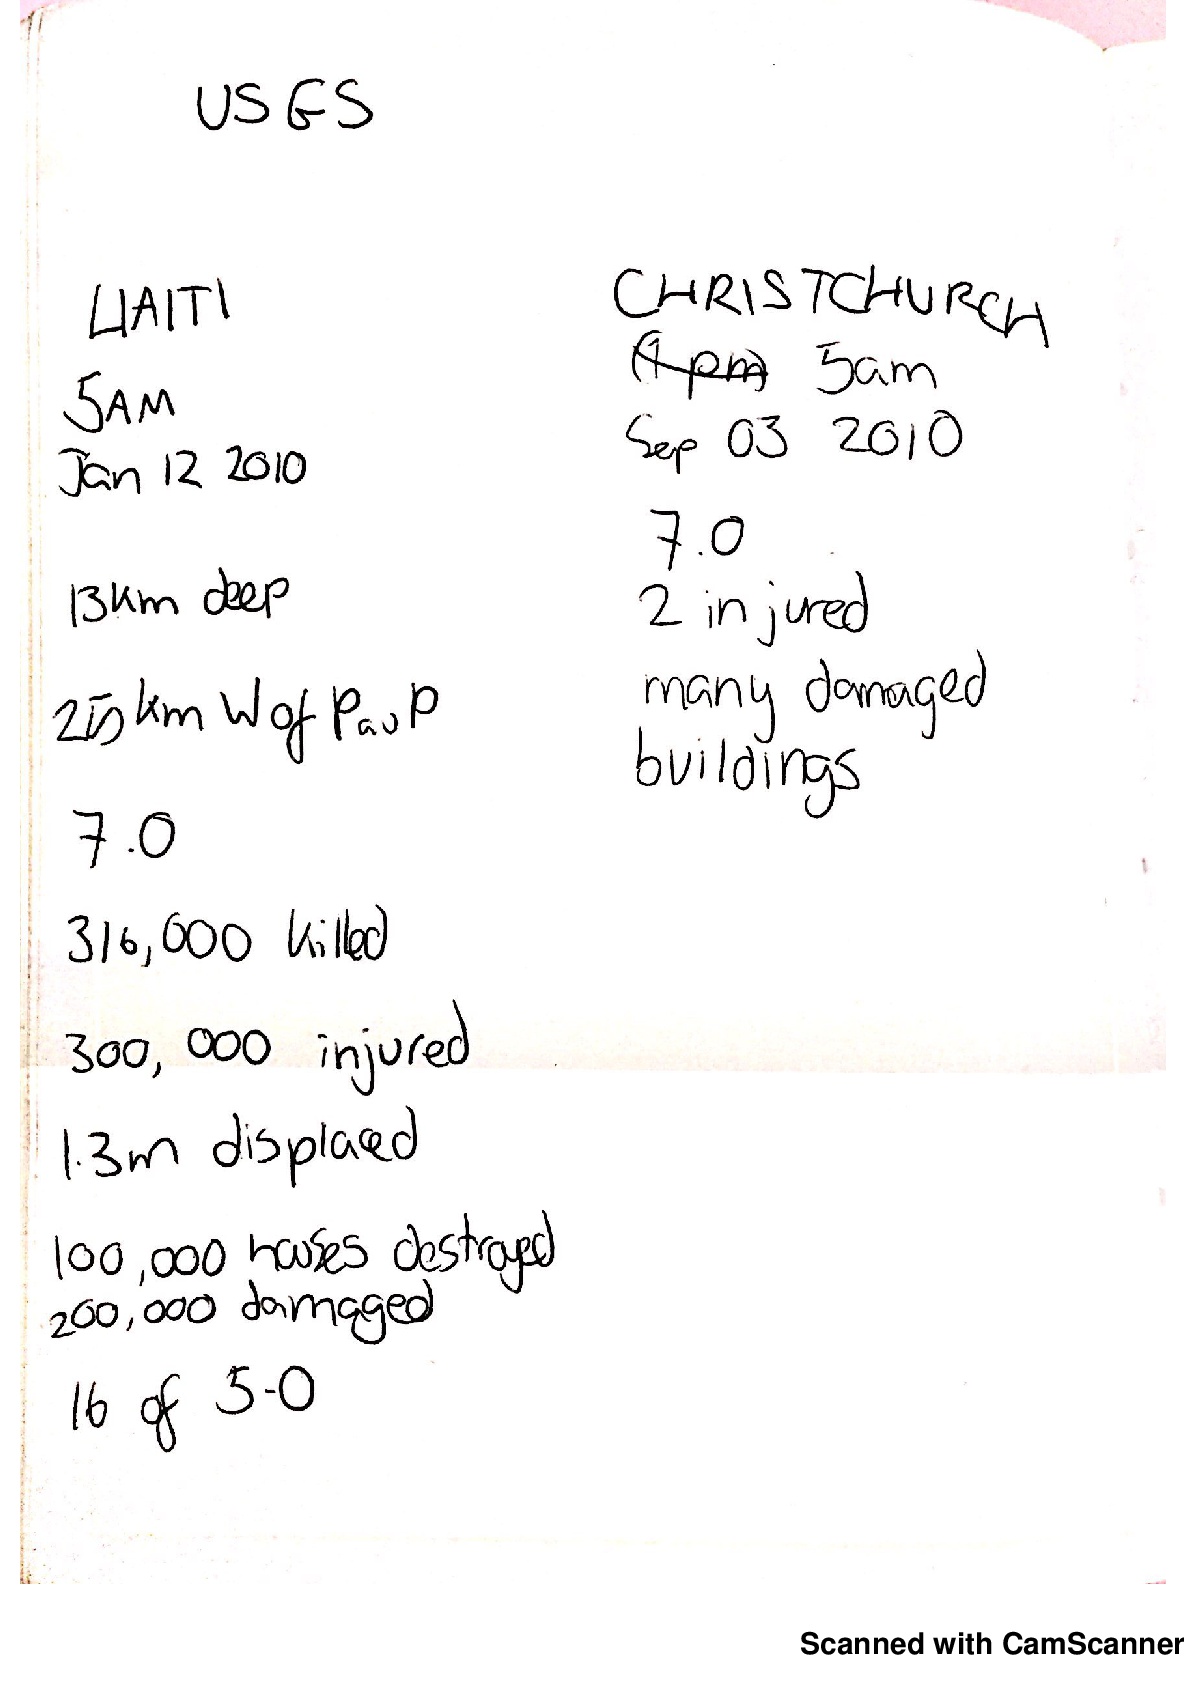 USGS
HAITI
5AM
Jan 12 2010
13km deep
25km W of PauP
7.0
316,000 killed
300,000 injured
1.3m displaced
100,000 houses destroyed
200,000 damaged
16 of 5.0
CHRISTCHURCH
(1pm) 5am
Sep 03 2010
7.0
2 injured
many damaged
buildings
Scanned with CamScanner